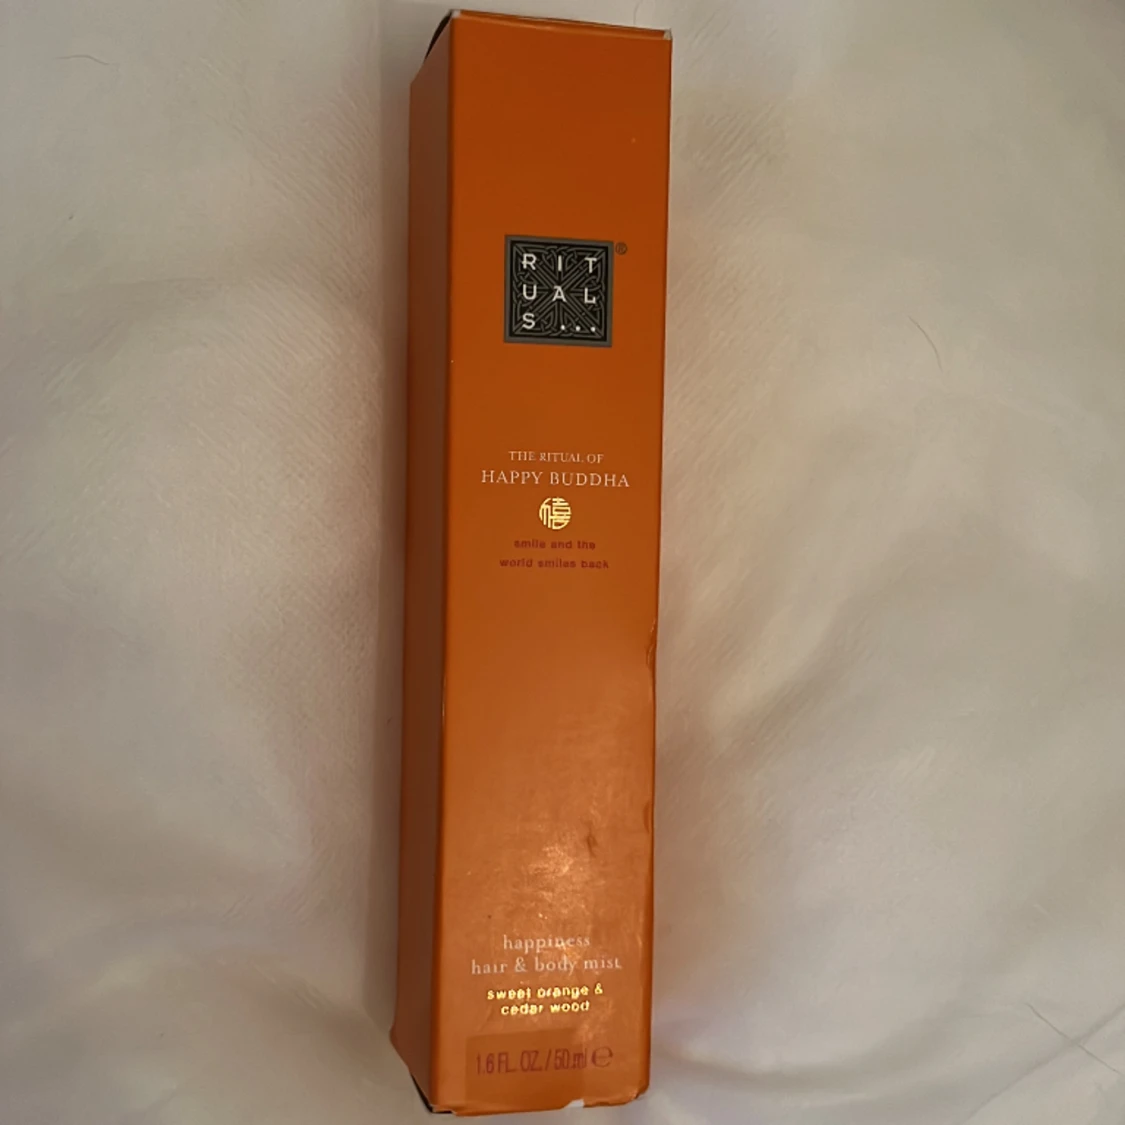 RIT
UAL
S...
®
THE RITUAL OF
HAPPY BUDDHA
禧
smile and the
world smiles back
happiness
hair & body mist
sweet orange &
cedar wood
1.6 FL. OZ. / 50 ml ℮